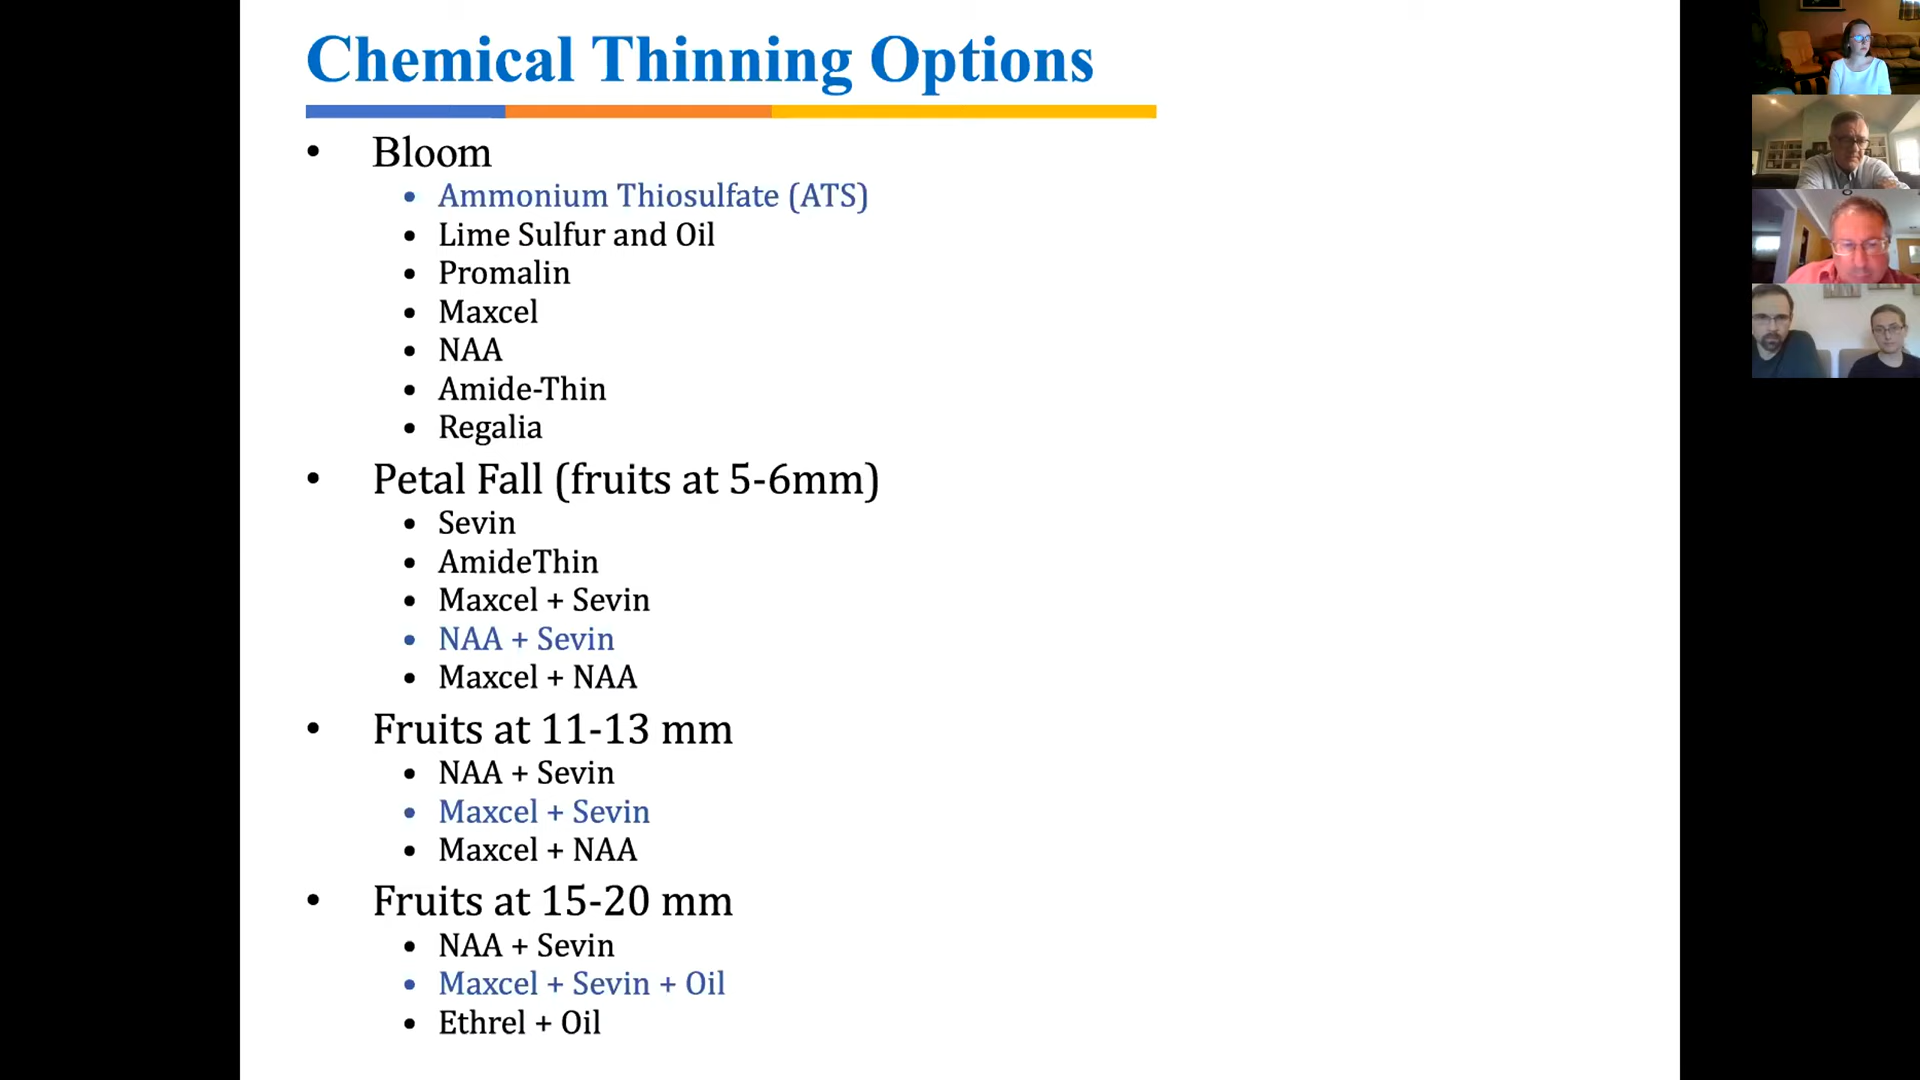 Chemical Thinning Options
• Bloom
• Ammonium Thiosulfate (ATS)
• Lime Sulfur and Oil
• Promalin
• Maxcel
• NAA
• Amide-Thin
• Regalia
• Petal Fall (fruits at 5-6mm)
• Sevin
• AmideThin
• Maxcel + Sevin
• NAA + Sevin
• Maxcel + NAA
• Fruits at 11-13 mm
• NAA + Sevin
• Maxcel + Sevin
• Maxcel + NAA
• Fruits at 15-20 mm
• NAA + Sevin
• Maxcel + Sevin + Oil
• Ethrel + Oil